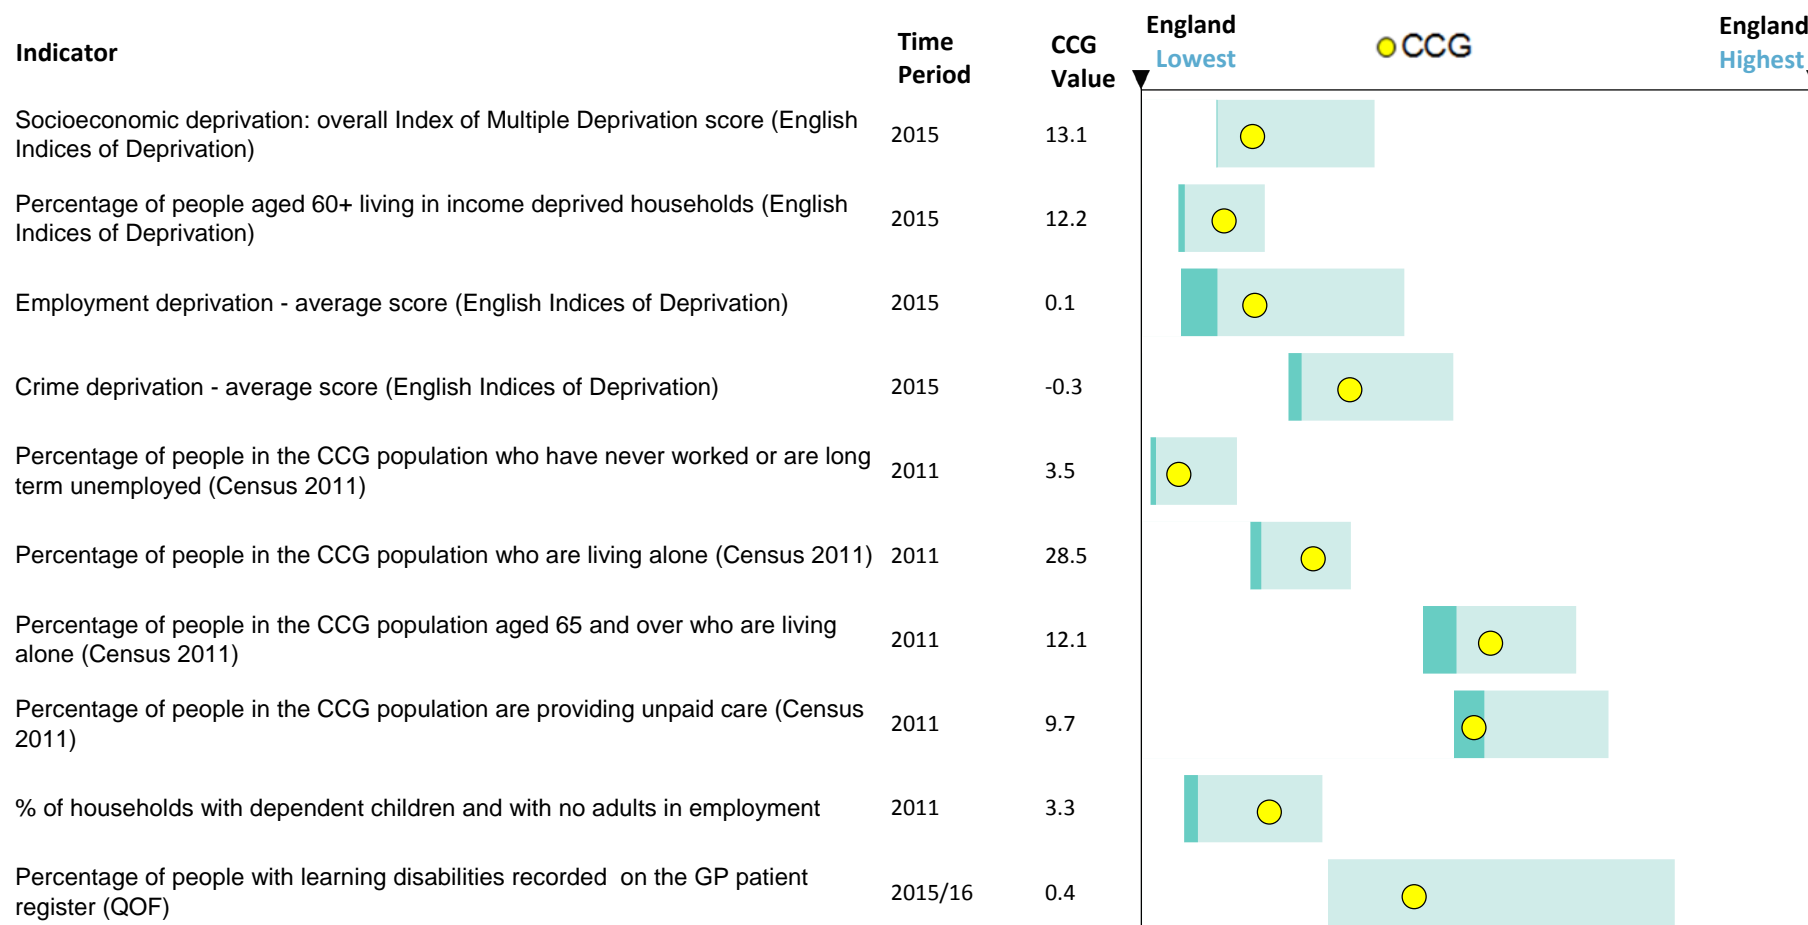 Indicator
Time
Period
CCG
Value
England
Lowest
CCG
England
Highest
Socioeconomic deprivation: overall Index of Multiple Deprivation score (English
Indices of Deprivation)
2015
13.1
Percentage of people aged 60+ living in income deprived households (English
Indices of Deprivation)
2015
12.2
Employment deprivation - average score (English Indices of Deprivation)
2015
0.1
Crime deprivation - average score (English Indices of Deprivation)
2015
-0.3
Percentage of people in the CCG population who have never worked or are long
term unemployed (Census 2011)
2011
3.5
Percentage of people in the CCG population who are living alone (Census 2011)
2011
28.5
Percentage of people in the CCG population aged 65 and over who are living
alone (Census 2011)
2011
12.1
Percentage of people in the CCG population are providing unpaid care (Census
2011)
2011
9.7
% of households with dependent children and with no adults in employment
2011
3.3
Percentage of people with learning disabilities recorded  on the GP patient
register (QOF)
2015/16
0.4